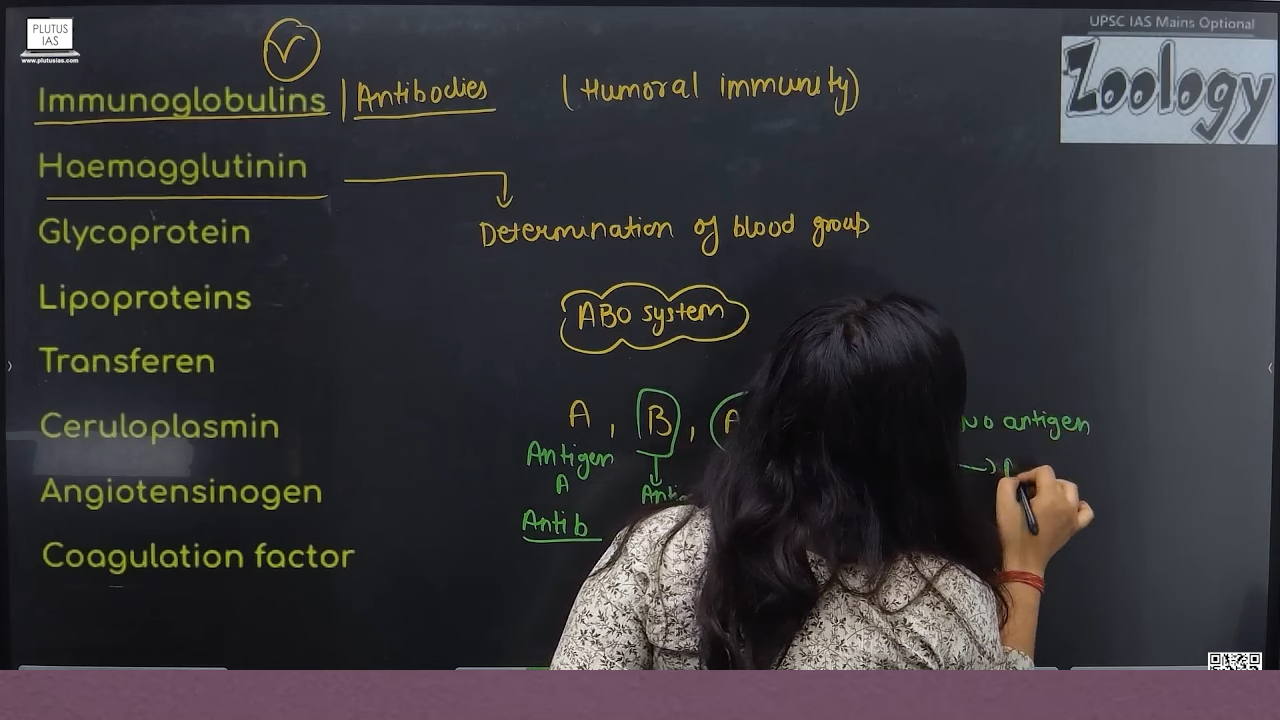 PLUTUS
IAS
www.plutusias.com
UPSC IAS Mains Optional
Zoology
Immunoglobulins | Antibodies (Humoral immunity)
Haemagglutinin
Determination of blood group
Glycoprotein
Lipoproteins
ABO system
Transferen
A, B, A
No antigen
Ceruloplasmin
Antigen
A
Anti
Angiotensinogen
Antib
Coagulation factor